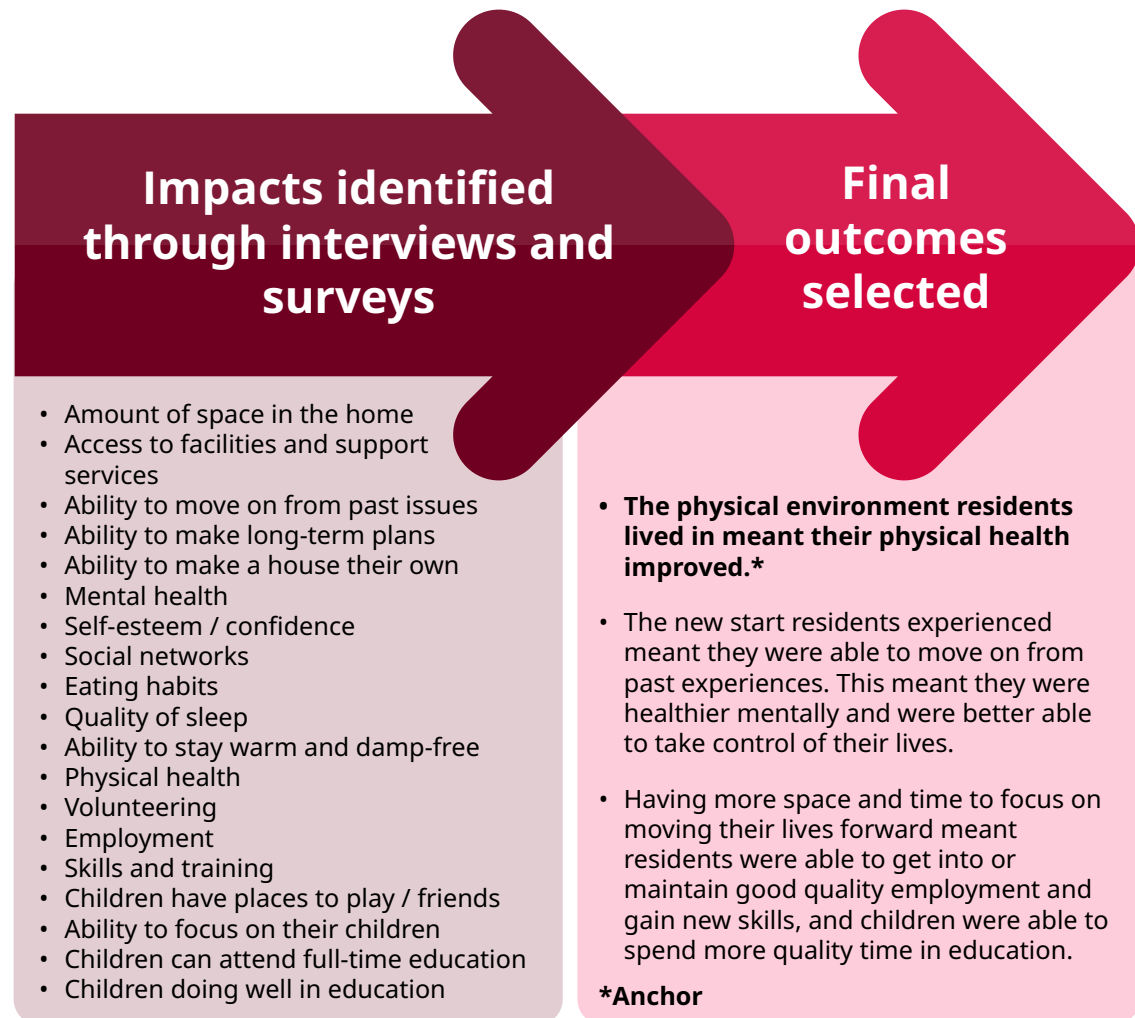 Impacts identified
through interviews and
surveys
Final
outcomes
selected
• Amount of space in the home
• Access to facilities and support
services
• Ability to move on from past issues
• Ability to make long-term plans
• Ability to make a house their own
• Mental health
• Self-esteem / confidence
• Social networks
• Eating habits
• Quality of sleep
• Ability to stay warm and damp-free
• Physical health
• Volunteering
• Employment
• Skills and training
• Children have places to play / friends
• Ability to focus on their children
• Children can attend full-time education
• Children doing well in education
• The physical environment residents
lived in meant their physical health
improved.*
• The new start residents experienced
meant they were able to move on from
past experiences. This meant they were
healthier mentally and were better able
to take control of their lives.
• Having more space and time to focus on
moving their lives forward meant
residents were able to get into or
maintain good quality employment and
gain new skills, and children were able to
spend more quality time in education.
*Anchor